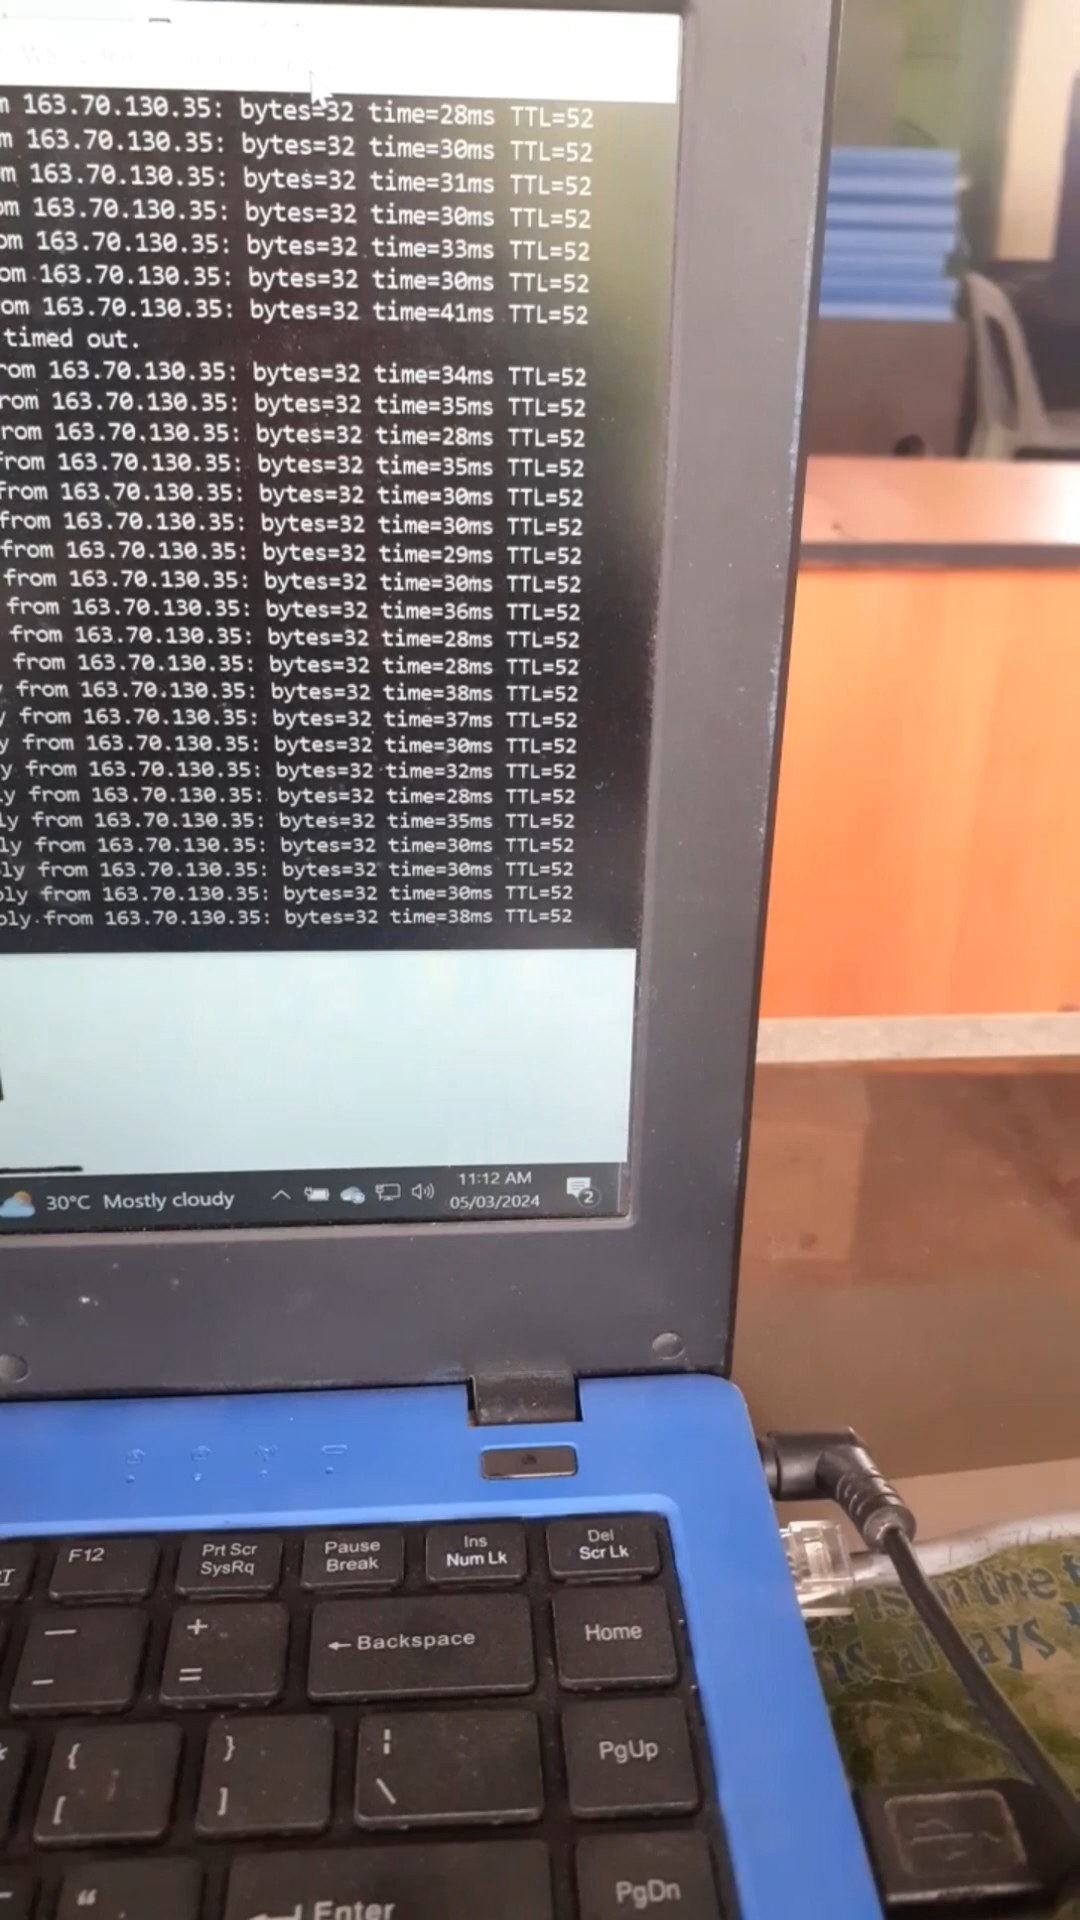 m 163.70.130.35: bytes=32 time=28ms TTL=52
m 163.70.130.35: bytes=32 time=30ms TTL=52
m 163.70.130.35: bytes=32 time=31ms TTL=52
om 163.70.130.35: bytes=32 time=30ms TTL=52
om 163.70.130.35: bytes=32 time=33ms TTL=52
om 163.70.130.35: bytes=32 time=30ms TTL=52
om 163.70.130.35: bytes=32 time=41ms TTL=52
timed out.
rom 163.70.130.35: bytes=32 time=34ms TTL=52
rom 163.70.130.35: bytes=32 time=35ms TTL=52
rom 163.70.130.35: bytes=32 time=28ms TTL=52
from 163.70.130.35: bytes=32 time=35ms TTL=52
from 163.70.130.35: bytes=32 time=30ms TTL=52
from 163.70.130.35: bytes=32 time=30ms TTL=52
from 163.70.130.35: bytes=32 time=29ms TTL=52
from 163.70.130.35: bytes=32 time=30ms TTL=52
from 163.70.130.35: bytes=32 time=36ms TTL=52
from 163.70.130.35: bytes=32 time=28ms TTL=52
from 163.70.130.35: bytes=32 time=28ms TTL=52
y from 163.70.130.35: bytes=32 time=38ms TTL=52
y from 163.70.130.35: bytes=32 time=37ms TTL=52
y from 163.70.130.35: bytes=32 time=30ms TTL=52
y from 163.70.130.35: bytes=32 time=32ms TTL=52
ly from 163.70.130.35: bytes=32 time=28ms TTL=52
ly from 163.70.130.35: bytes=32 time=35ms TTL=52
ly from 163.70.130.35: bytes=32 time=30ms TTL=52
ly from 163.70.130.35: bytes=32 time=30ms TTL=52
ply from 163.70.130.35: bytes=32 time=30ms TTL=52
ply from 163.70.130.35: bytes=32 time=38ms TTL=52
30°C Mostly cloudy
11:12 AM
05/03/2024
2
F12
Prt Scr
SysRq
Pause
Break
Ins
Num Lk
Del
Scr Lk
—
-
+
=
← Backspace
Home
{
[
}
]
¦
\
PgUp
"
Enter
PgDn
is in the
is always